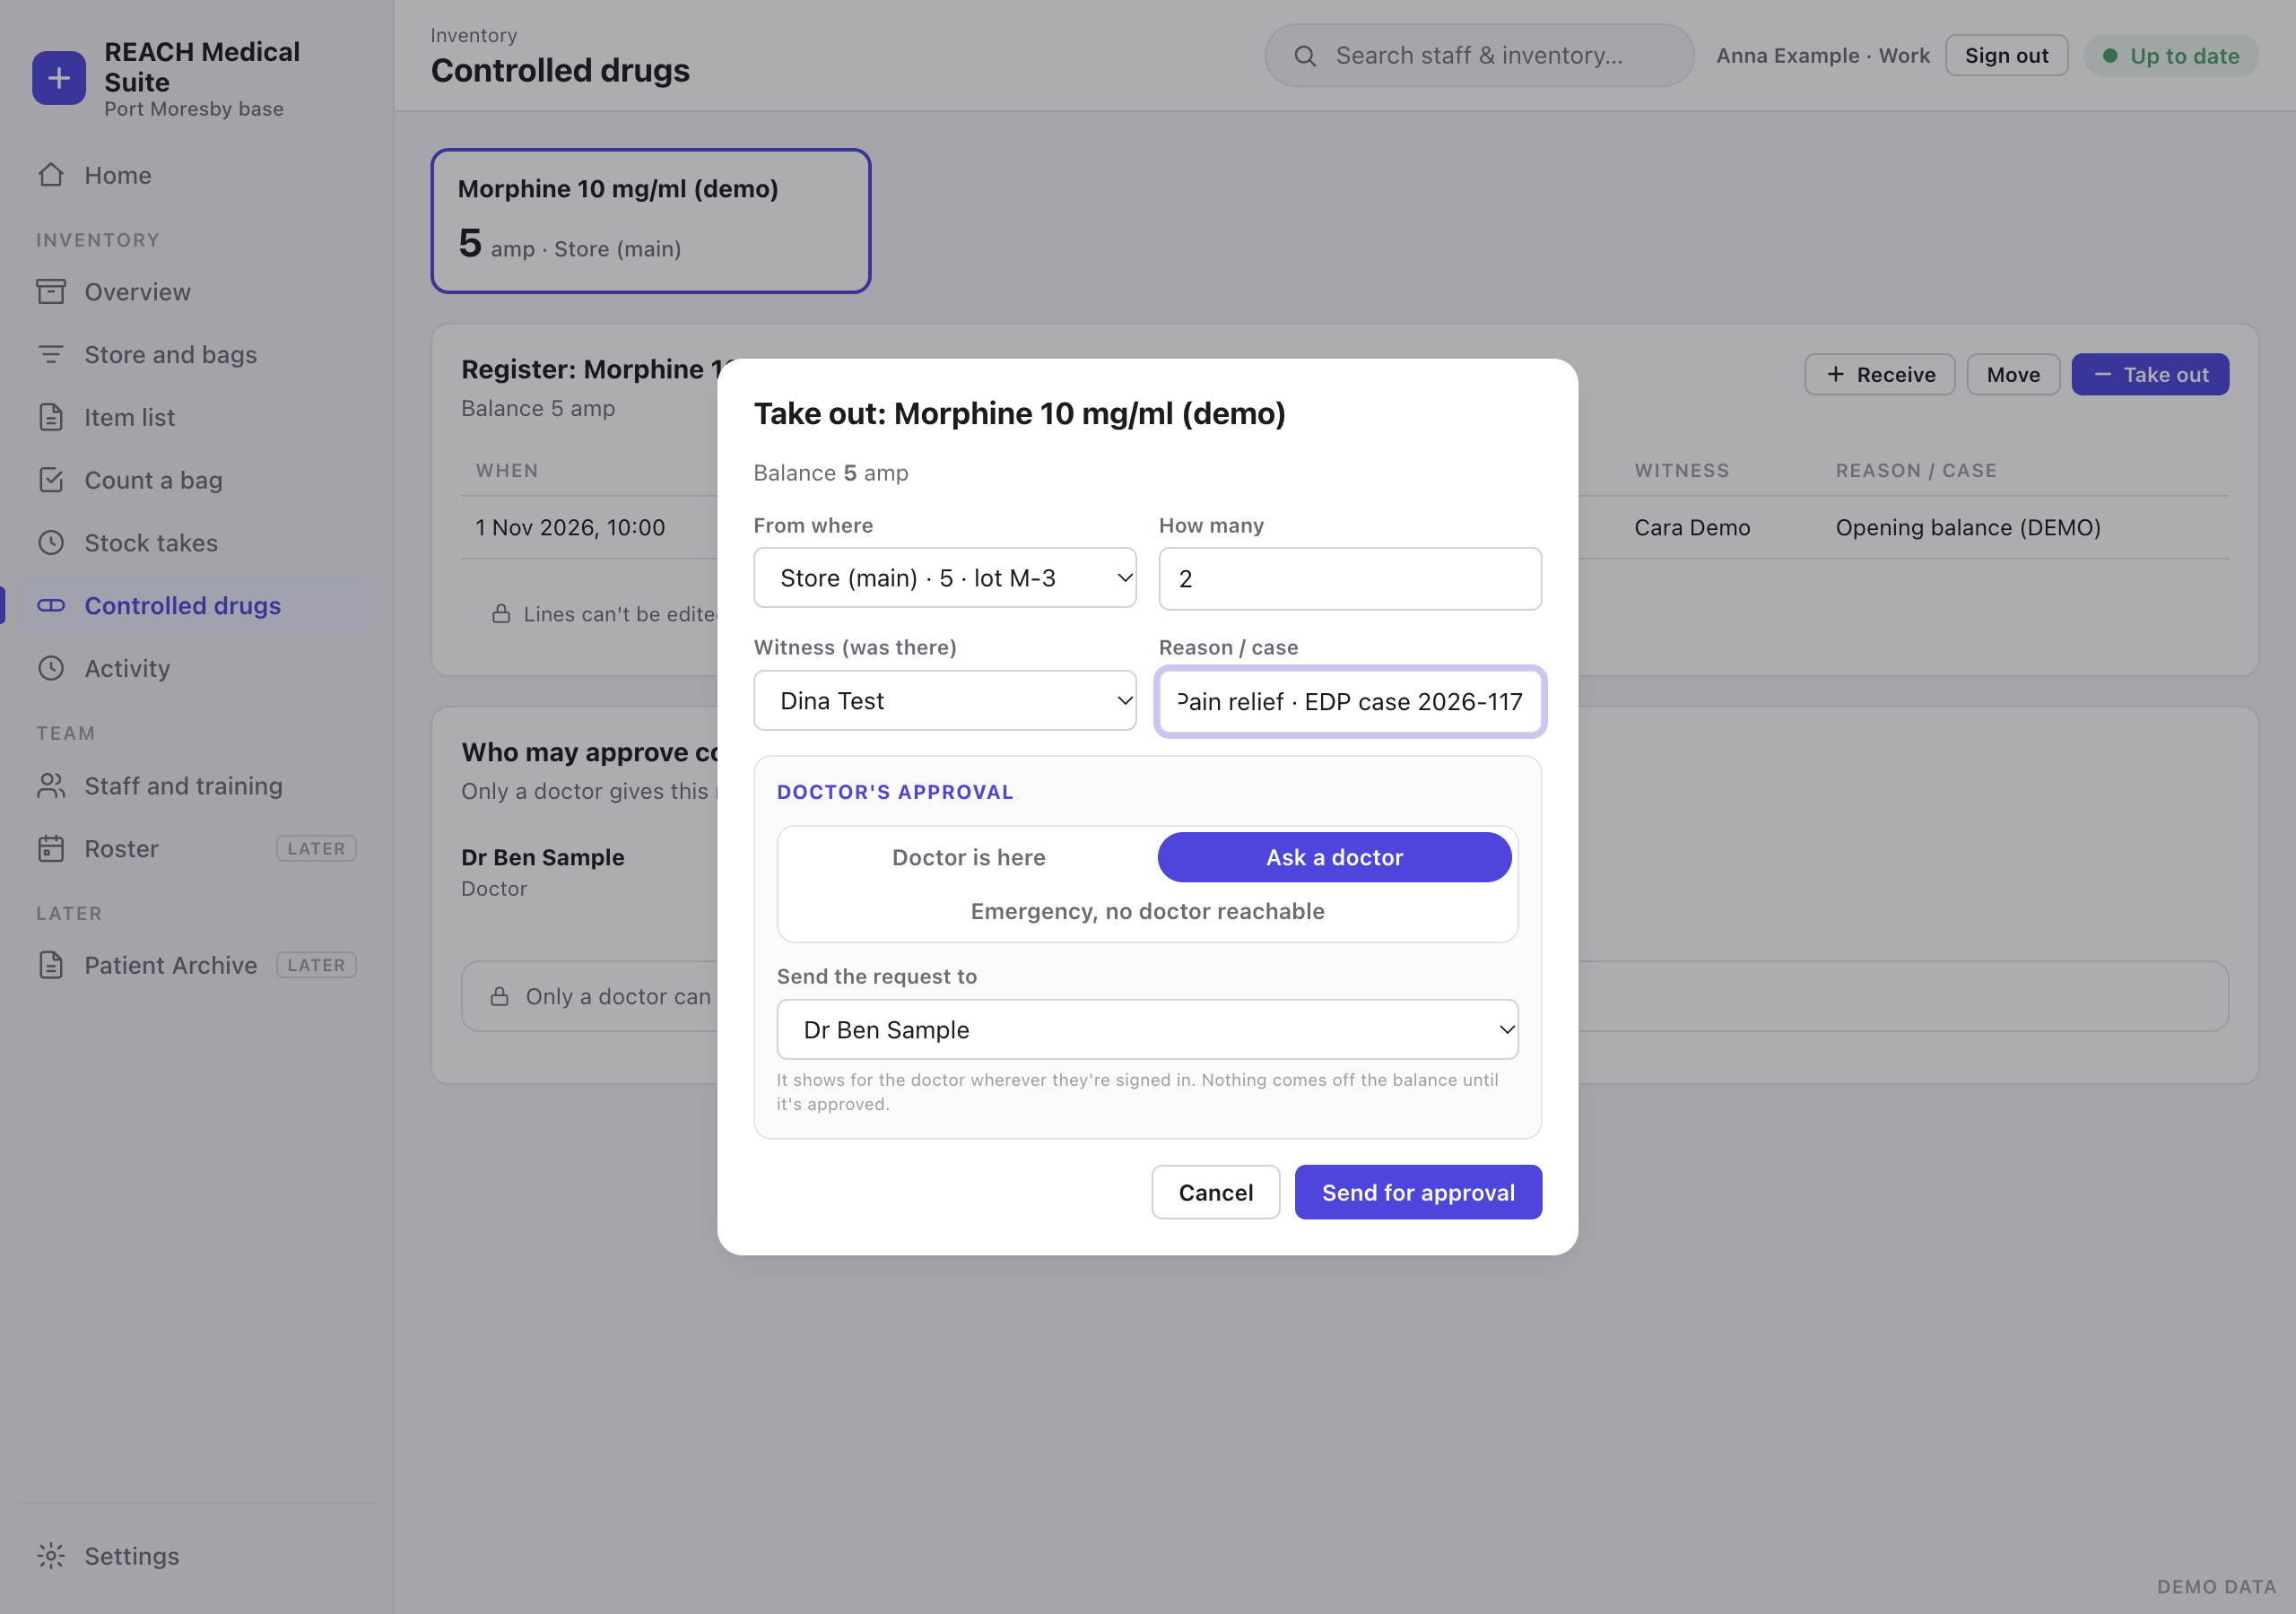 REACH Medical
Suite
Port Moresby base
Home
INVENTORY
Overview
Store and bags
Item list
Count a bag
Stock takes
Controlled drugs
Activity
TEAM
Staff and training
Roster LATER
LATER
Patient Archive LATER
Settings
Inventory
Controlled drugs
Search staff & inventory...
Anna Example · Work
Sign out
Up to date
Morphine 10 mg/ml (demo)
5 amp · Store (main)
Register: Morphine
Balance 5 amp
+ Receive
Move
− Take out
WHEN
WITNESS
REASON / CASE
1 Nov 2026, 10:00
Cara Demo
Opening balance (DEMO)
Lines can't be
Who may approve
Only a doctor gives this
Dr Ben Sample
Doctor
Only a doctor can
Take out: Morphine 10 mg/ml (demo)
Balance 5 amp
From where
Store (main) · 5 · lot M-3
How many
2
Witness (was there)
Dina Test
Reason / case
Pain relief · EDP case 2026-117
DOCTOR'S APPROVAL
Doctor is here
Ask a doctor
Emergency, no doctor reachable
Send the request to
Dr Ben Sample
It shows for the doctor wherever they're signed in. Nothing comes off the balance until
it's approved.
Cancel
Send for approval
DEMO DATA